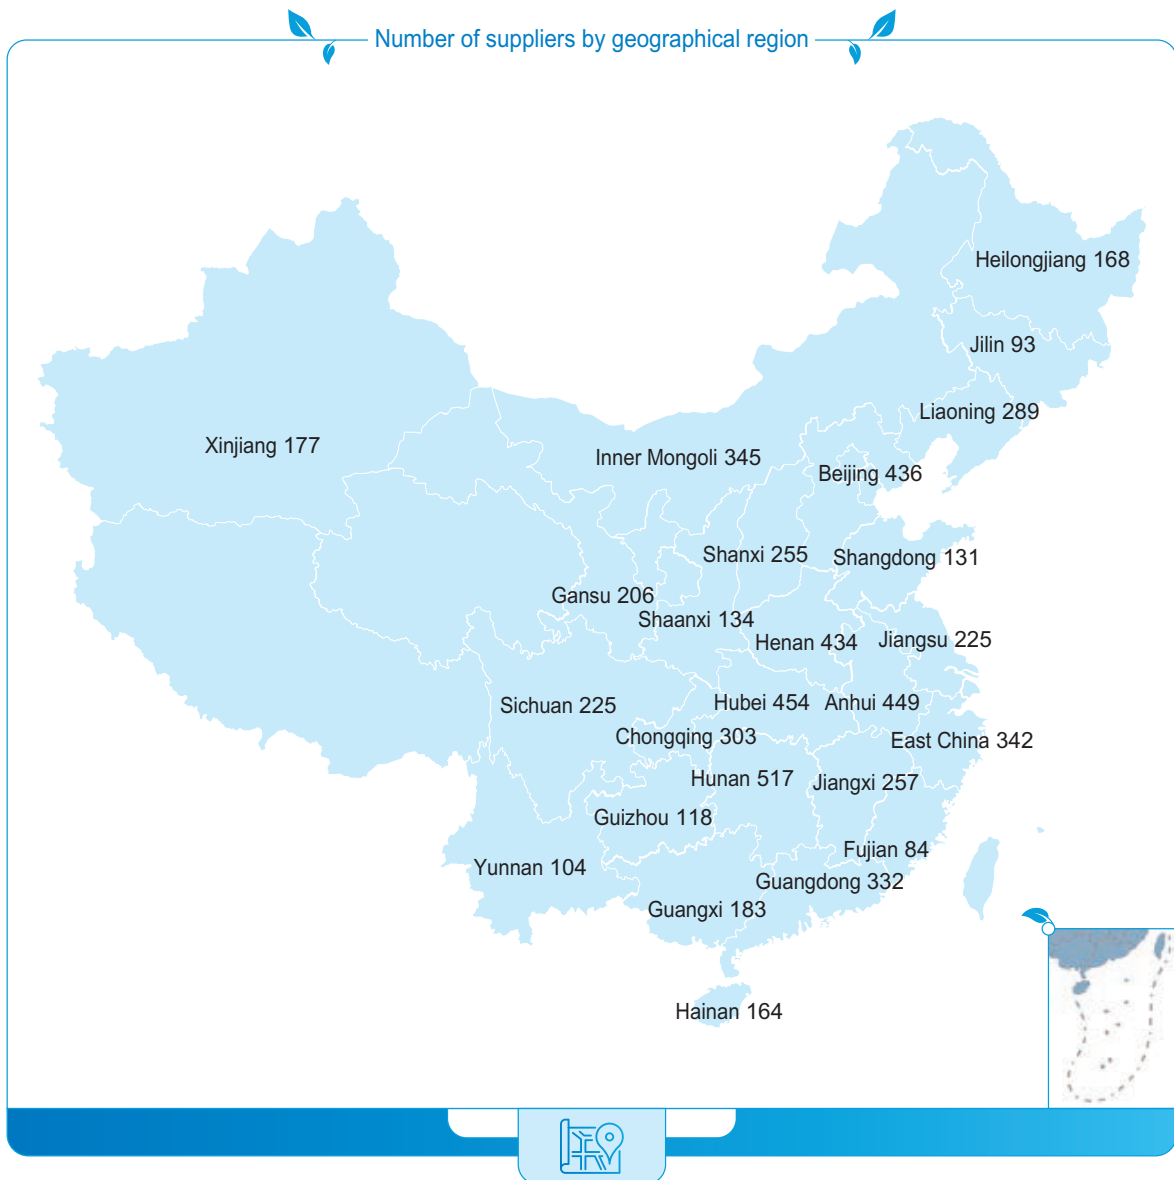 Number of suppliers by geographical region
Heilongjiang 168
Jilin 93
Liaoning 289
Xinjiang 177
Inner Mongoli 345
Beijing 436
Shanxi 255
Shangdong 131
Gansu 206
Shaanxi 134
Henan 434
Jiangsu 225
Sichuan 225
Hubei 454
Anhui 449
Chongqing 303
East China 342
Hunan 517
Jiangxi 257
Guizhou 118
Fujian 84
Yunnan 104
Guangdong 332
Guangxi 183
Hainan 164